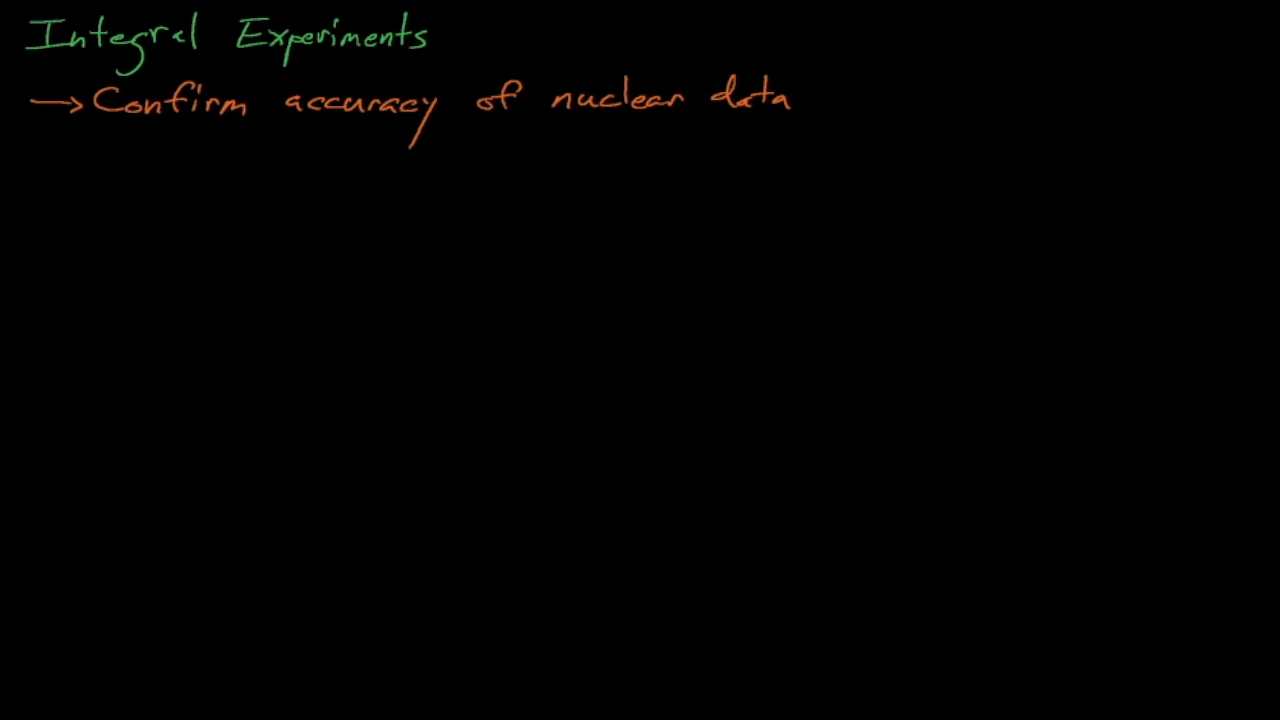 Integral Experiments
→ Confirm accuracy of nuclear data